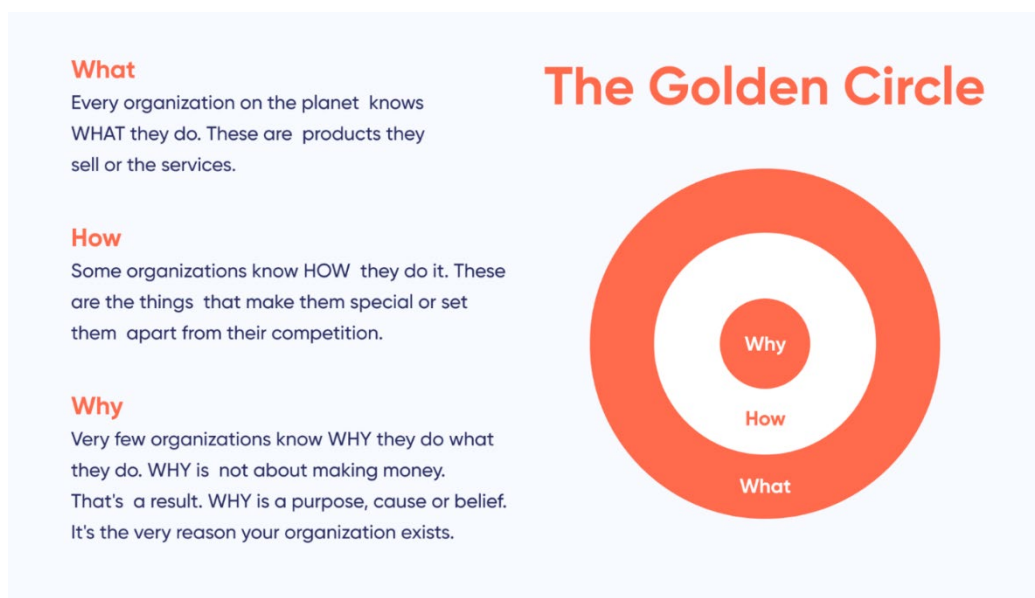 What
Every organization on the planet  knows
WHAT they do. These are  products they
sell or the services.
How
Some organizations know HOW  they do it. These
are the things  that make them special or set
them  apart from their competition.
Why
Very few organizations know WHY they do what
they do. WHY is  not about making money.
That's  a result. WHY is a purpose, cause or belief.
It's the very reason your organization exists.
The Golden Circle
Why
How
What